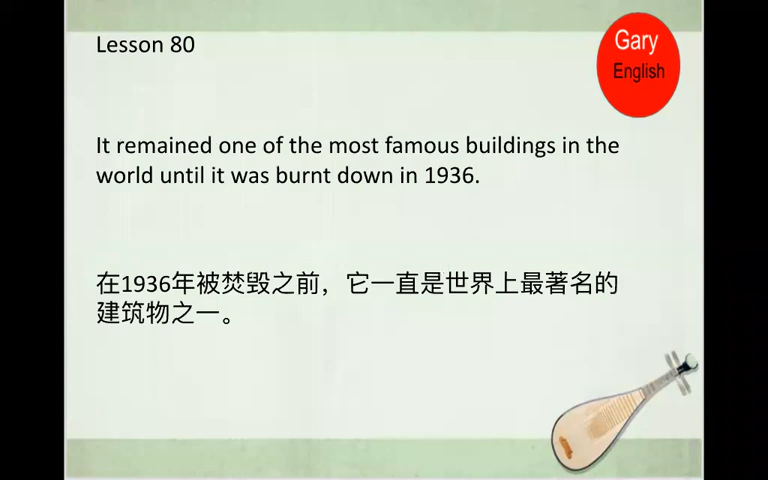 Lesson 80
Gary
English
It remained one of the most famous buildings in the
world until it was burnt down in 1936.
在1936年被焚毁之前，它一直是世界上最著名的
建筑物之一。